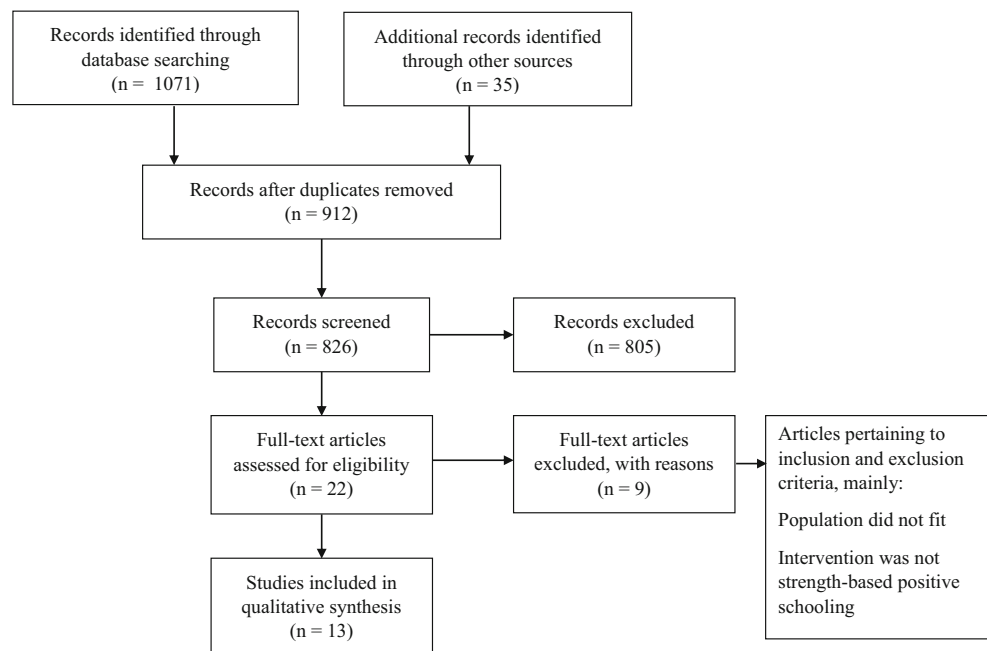 Records identified through
database searching
(n = 1071)
Additional records identified
through other sources
(n = 35)
Records after duplicates removed
(n = 912)
Records screened
(n = 826)
Records excluded
(n = 805)
Full-text articles
assessed for eligibility
(n = 22)
Full-text articles
excluded, with reasons
(n = 9)
Articles pertaining to
inclusion and exclusion
criteria, mainly:
Population did not fit
Intervention was not
strength-based positive
schooling
Studies included in
qualitative synthesis
(n = 13)